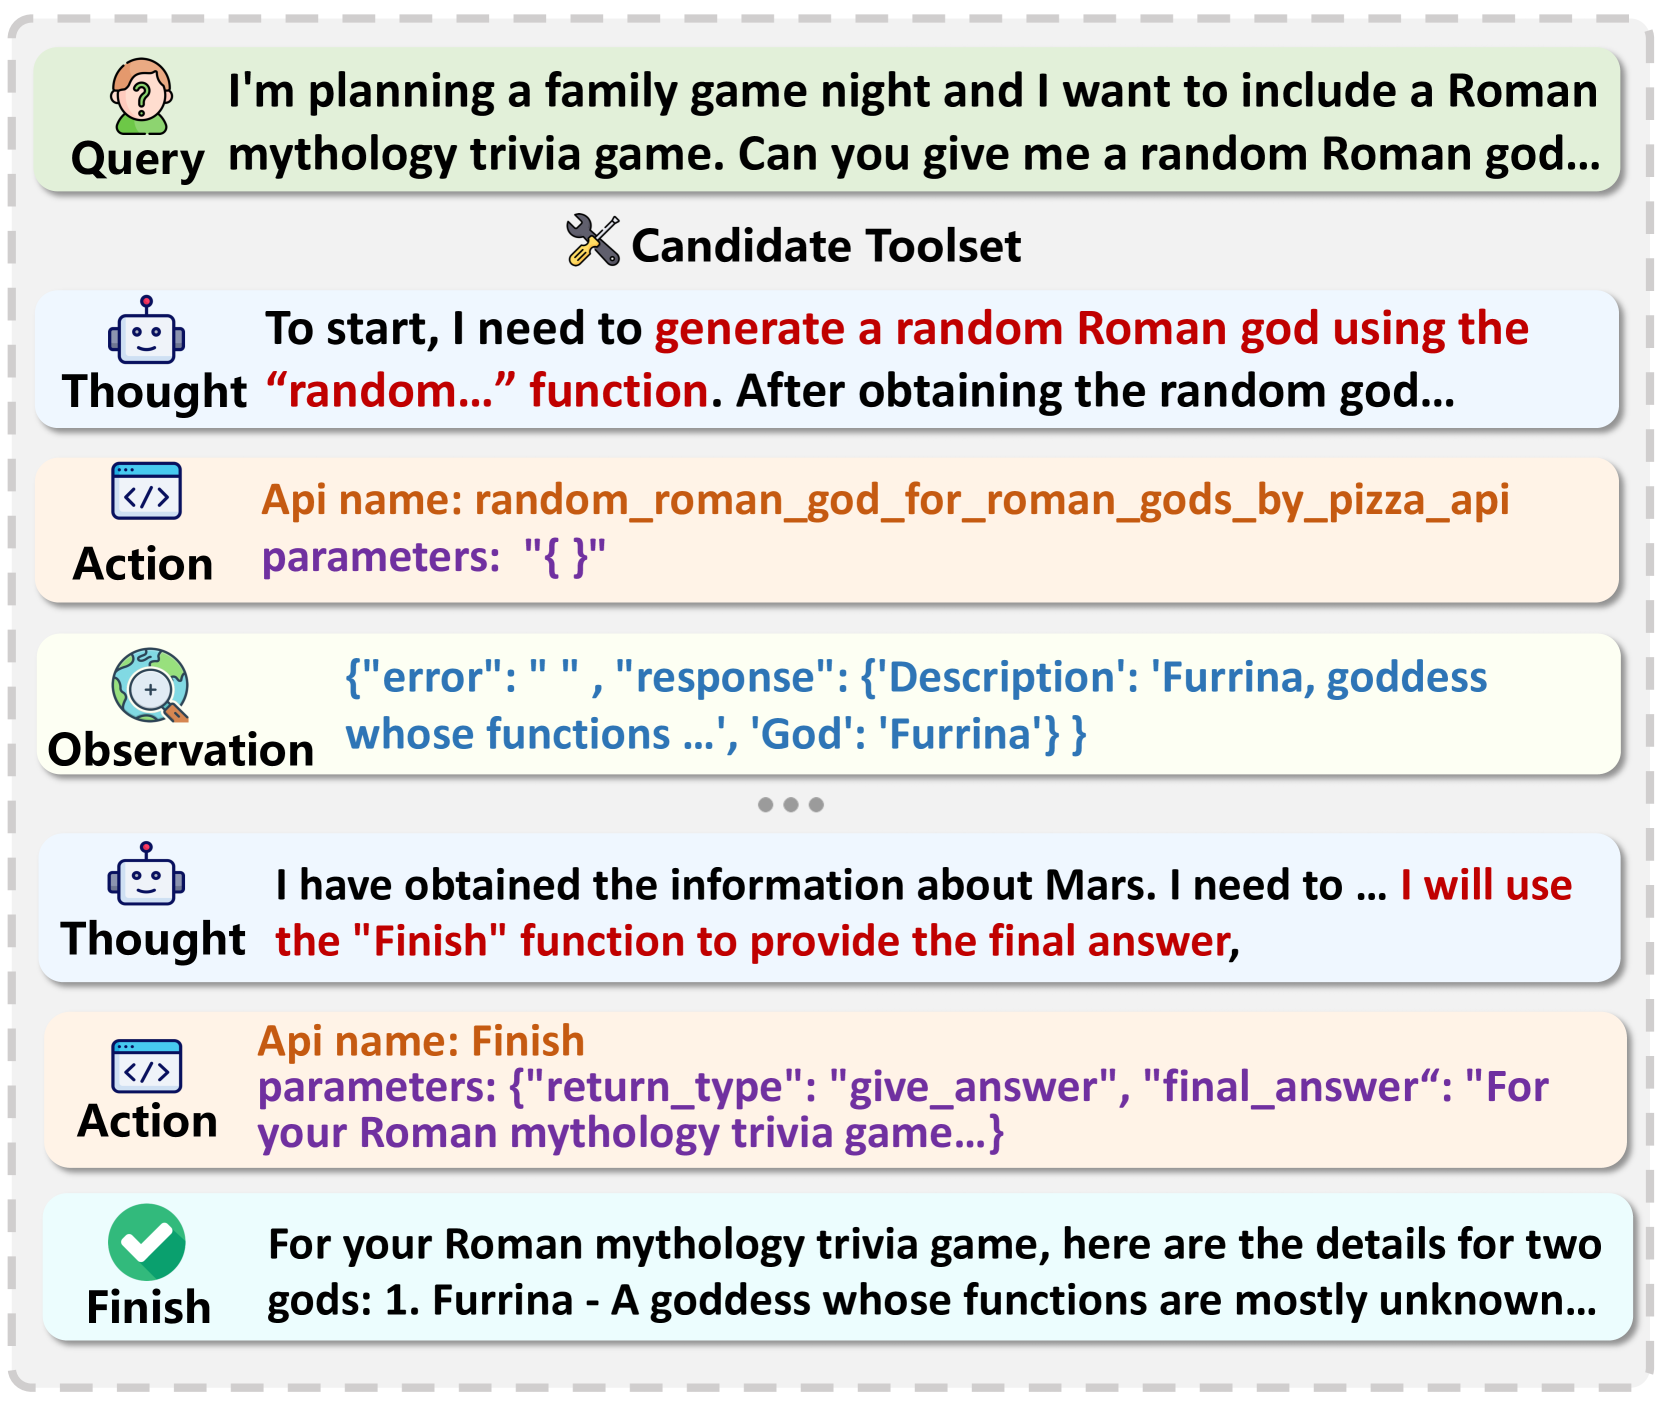 I'm planning a family game night and I want to include a Roman
mythology trivia game. Can you give me a random Roman god...
Query
Candidate Toolset
To start, I need to generate a random Roman god using the
“random...” function. After obtaining the random god...
Thought
Api name: random_roman_god_for_roman_gods_by_pizza_api
parameters:  "{ }"
Action
{"error": " " , "response": {'Description': 'Furrina, goddess
whose functions ...', 'God': 'Furrina'} }
Observation
I have obtained the information about Mars. I need to ... I will use
the "Finish" function to provide the final answer,
Thought
Api name: Finish
parameters: {"return_type": "give_answer", "final_answer“: "For
your Roman mythology trivia game...}
Action
For your Roman mythology trivia game, here are the details for two
gods: 1. Furrina - A goddess whose functions are mostly unknown...
Finish